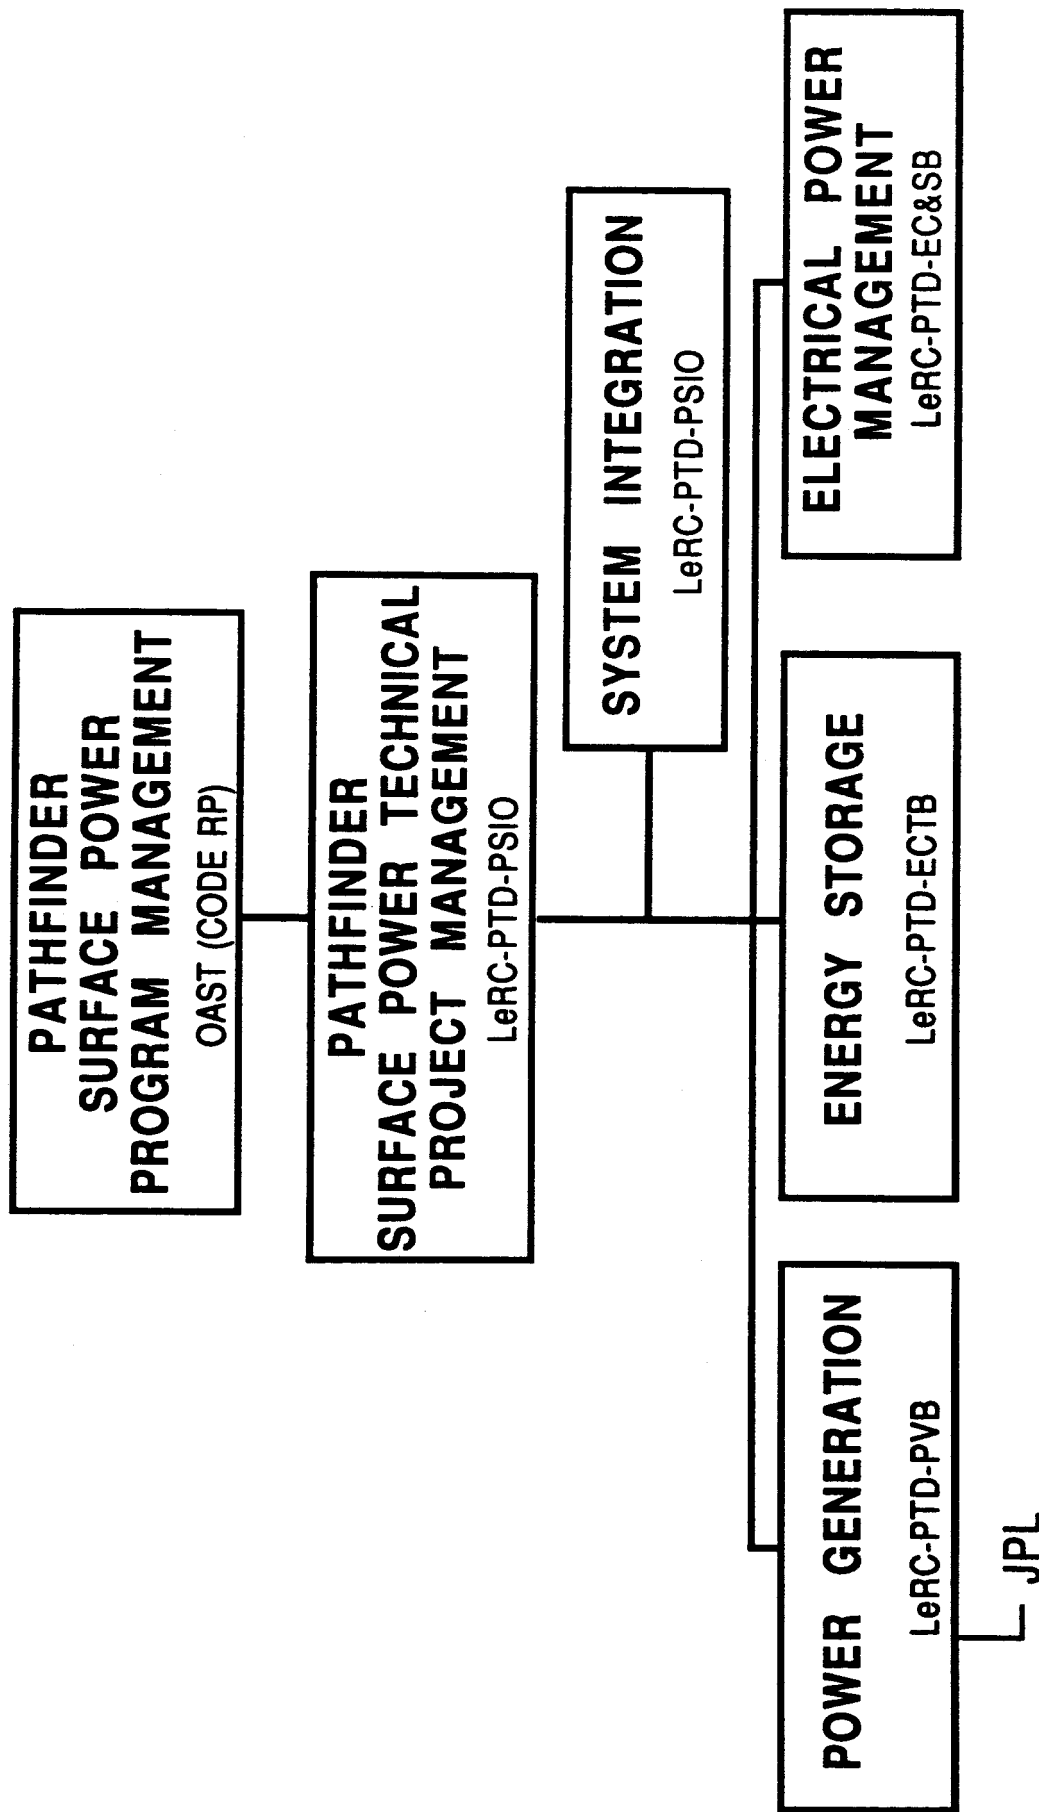 PATHFINDER
SURFACE POWER
PROGRAM MANAGEMENT
OAST (CODE RP)
PATHFINDER
SURFACE POWER TECHNICAL
PROJECT MANAGEMENT
LeRC-PTD-PSIO
SYSTEM INTEGRATION
LeRC-PTD-PSIO
POWER GENERATION
LeRC-PTD-PVB
JPL
ENERGY STORAGE
LeRC-PTD-ECTB
ELECTRICAL POWER
MANAGEMENT
LeRC-PTD-EC&SB